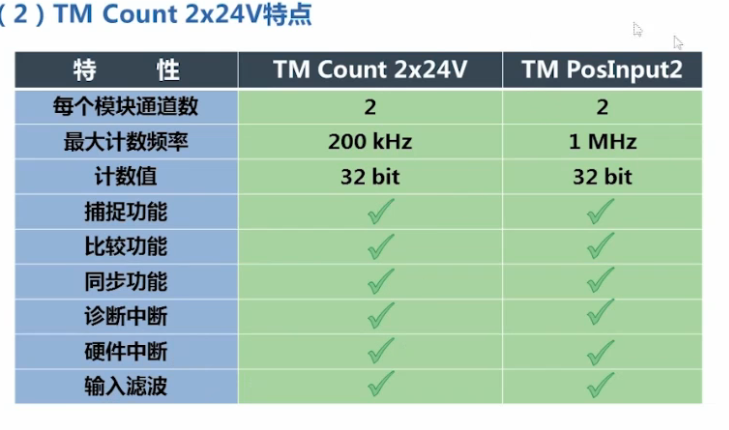 （2）TM Count 2x24V特点
特 性 TM Count 2x24V TM PosInput2
每个模块通道数 2 2
最大计数频率 200 kHz 1 MHz
计数值 32 bit 32 bit
捕捉功能 ✓ ✓
比较功能 ✓ ✓
同步功能 ✓ ✓
诊断中断 ✓ ✓
硬件中断 ✓ ✓
输入滤波 ✓ ✓